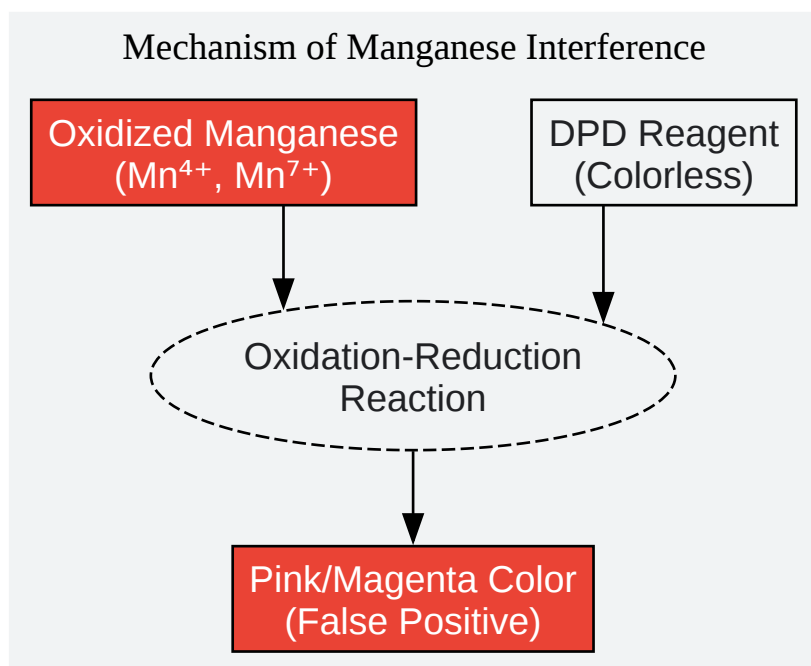 Mechanism of Manganese Interference
Oxidized Manganese
(Mn⁴⁺, Mn⁷⁺)
DPD Reagent
(Colorless)
Oxidation-Reduction
Reaction
Pink/Magenta Color
(False Positive)